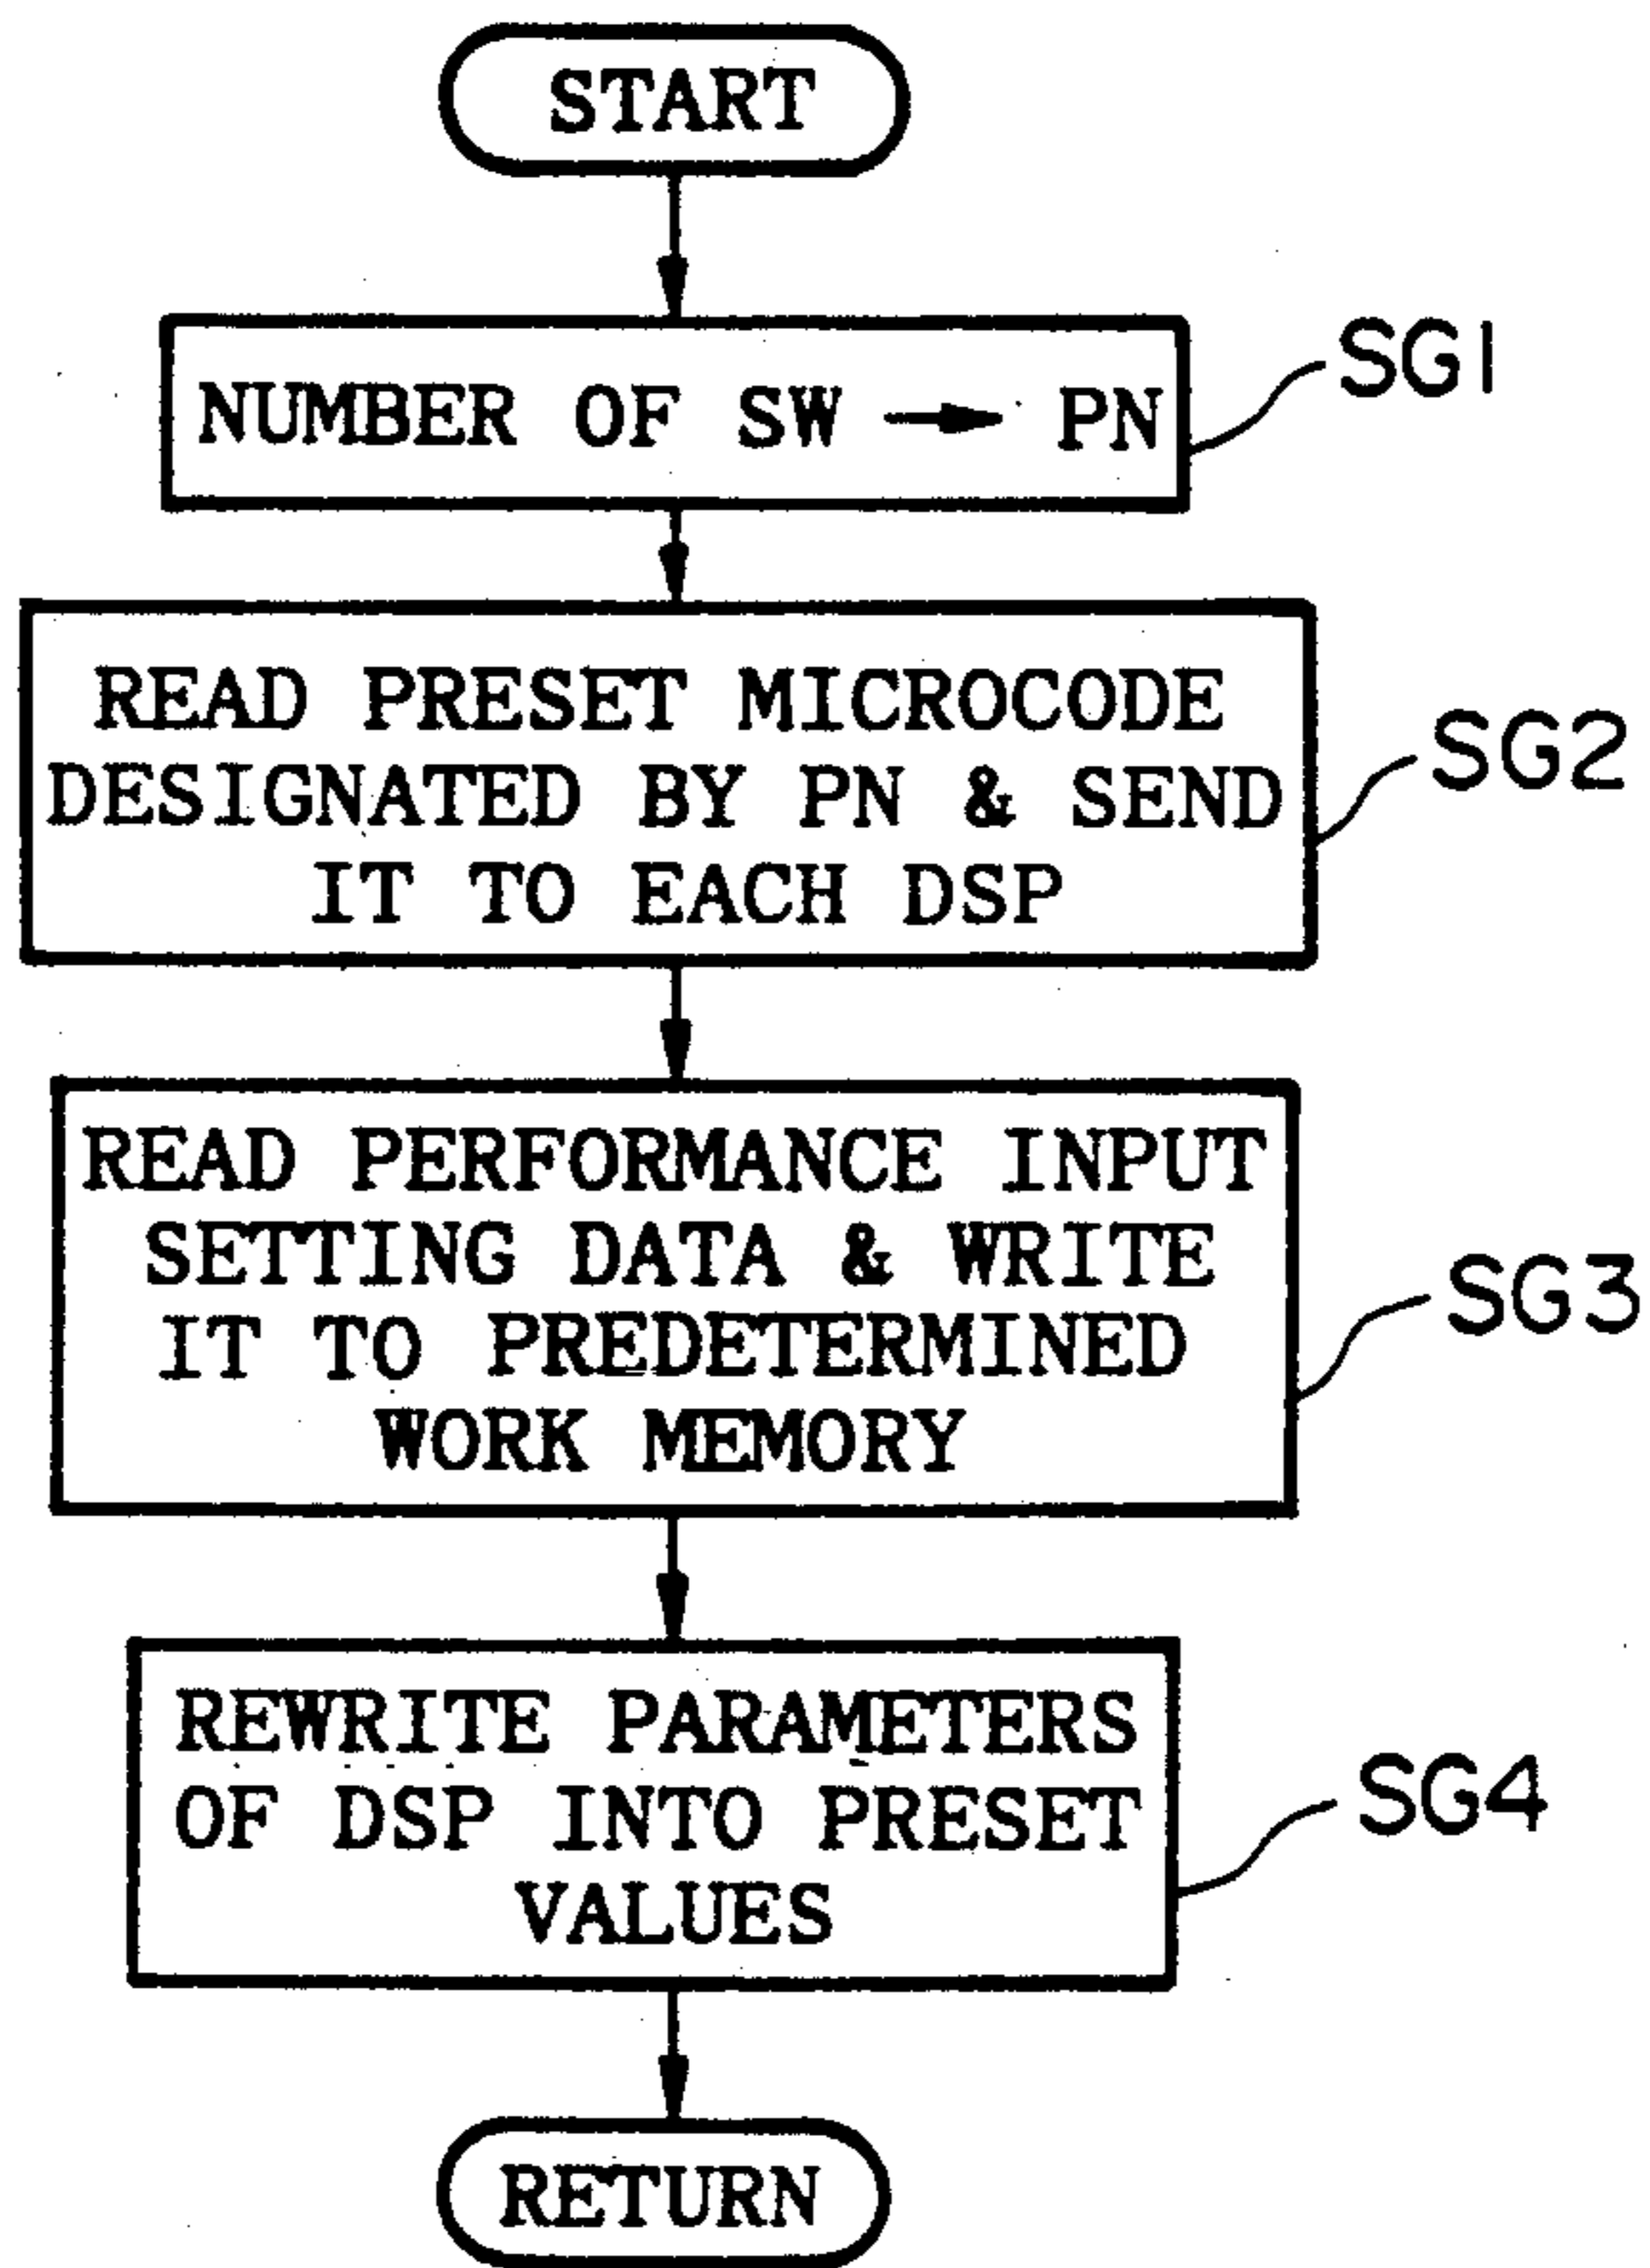 START
NUMBER OF SW → PN
SG1
READ PRESET MICROCODE
DESIGNATED BY PN & SEND
IT TO EACH DSP
SG2
READ PERFORMANCE INPUT
SETTING DATA & WRITE
IT TO PREDETERMINED
WORK MEMORY
SG3
REWRITE PARAMETERS
OF DSP INTO PRESET
VALUES
SG4
RETURN